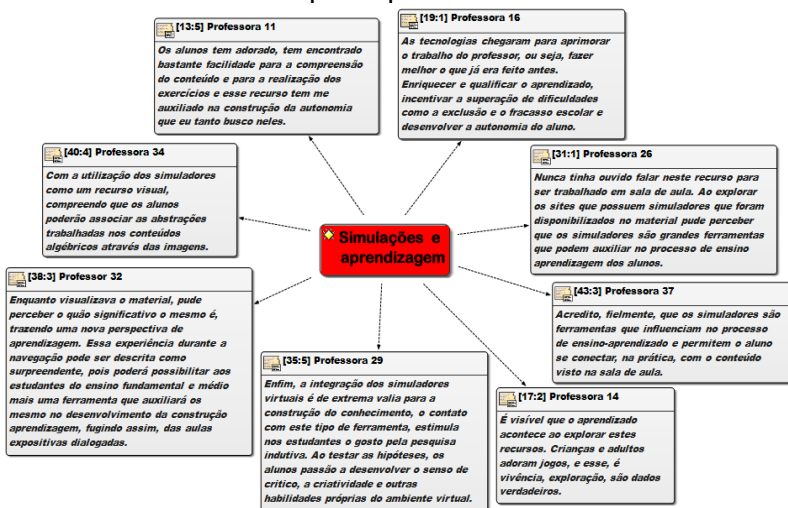 [13:5] Professora 11
Os alunos tem adorado, tem encontrado
bastante facilidade para a compreensão
do conteúdo e para a realização dos
exercícios e esse recurso tem me
auxiliado na construção da autonomia
que eu tanto busco neles.
[19:1] Professora 16
As tecnologias chegaram para aprimorar
o trabalho do professor, ou seja, fazer
melhor o que já era feito antes.
Enriquecer e qualificar o aprendizado,
incentivar a superação de dificuldades
como a exclusão e o fracasso escolar e
desenvolver a autonomia do aluno.
[40:4] Professora 34
Com a utilização dos simuladores
como um recurso visual,
compreendo que os alunos
poderão associar as abstrações
trabalhadas nos conteúdos
algébricos através das imagens.
[31:1] Professora 26
Nunca tinha ouvido falar neste recurso para
ser trabalhado em sala de aula. Ao explorar
os sites que possuem simuladores que foram
disponibilizados no material pude perceber
que os simuladores são grandes ferramentas
que podem auxiliar no processo de ensino
aprendizagem dos alunos.
Simulações e
aprendizagem
[38:3] Professor 32
Enquanto visualizava o material, pude
perceber o quão significativo o mesmo é,
trazendo uma nova perspectiva de
aprendizagem. Essa experiência durante a
navegação pode ser descrita como
surpreendente, pois poderá possibilitar aos
estudantes do ensino fundamental e médio
mais uma ferramenta que auxiliará os
mesmo no desenvolvimento da construção
aprendizagem, fugindo assim, das aulas
expositivas dialogadas.
[43:3] Professora 37
Acredito, fielmente, que os simuladores são
ferramentas que influenciam no processo
de ensino-aprendizado e permitem o aluno
se conectar, na prática, com o conteúdo
visto na sala de aula.
[35:5] Professora 29
Enfim, a integração dos simuladores
virtuais é de extrema valia para a
construção do conhecimento, o contato
com este tipo de ferramenta, estimula
nos estudantes o gosto pela pesquisa
indutiva. Ao testar as hipóteses, os
alunos passão a desenvolver o senso de
critico, a criatividade e outras
habilidades próprias do ambiente virtual.
[17:2] Professora 14
É visível que o aprendizado
acontece ao explorar estes
recursos. Crianças e adultos
adoram jogos, e esse, é
vivência, exploração, são dados
verdadeiros.